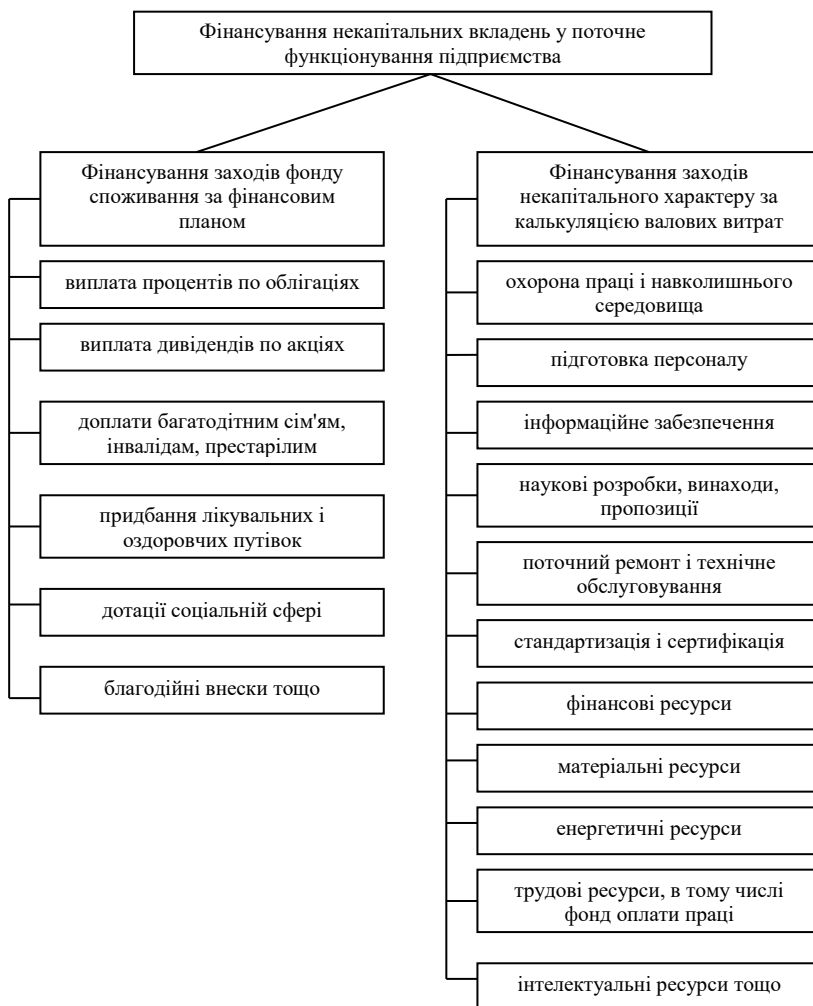 Фінансування некапітальних вкладень у поточне
функціонування підприємства
Фінансування заходів фонду
споживання за фінансовим
планом
виплата процентів по облігаціях
виплата дивідендів по акціях
доплати багатодітним сім'ям,
інвалідам, престарілим
придбання лікувальних і
оздоровчих путівок
дотації соціальній сфері
благодійні внески тощо
Фінансування заходів
некапітального характеру за
калькуляцією валових витрат
охорона праці і навколишнього
середовища
підготовка персоналу
інформаційне забезпечення
наукові розробки, винаходи,
пропозиції
поточний ремонт і технічне
обслуговування
стандартизація і сертифікація
фінансові ресурси
матеріальні ресурси
енергетичні ресурси
трудові ресурси, в тому числі
фонд оплати праці
інтелектуальні ресурси тощо